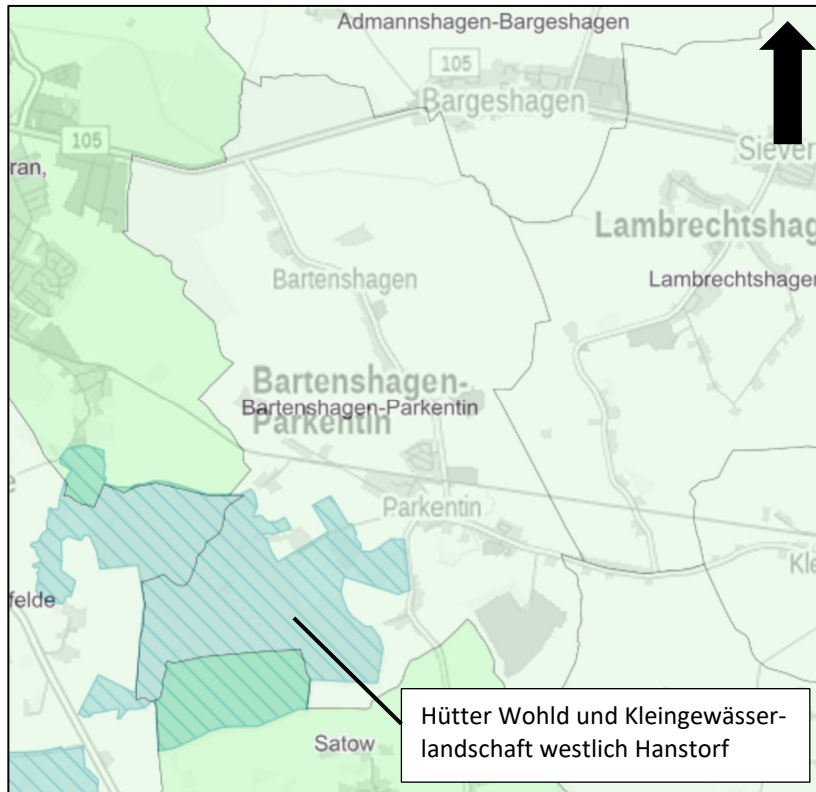 Admannshagen-Bargeshagen
105
Bargeshagen
105
Siever
ran,
Lambrechtshag
Bartenshagen
Lambrechtshagen
Bartenshagen-
Bartenshagen-Parkentin
Parkentin
Parkentin
Kle
felde
Hütter Wohld und Kleingewässer-
landschaft westlich Hanstorf
Satow